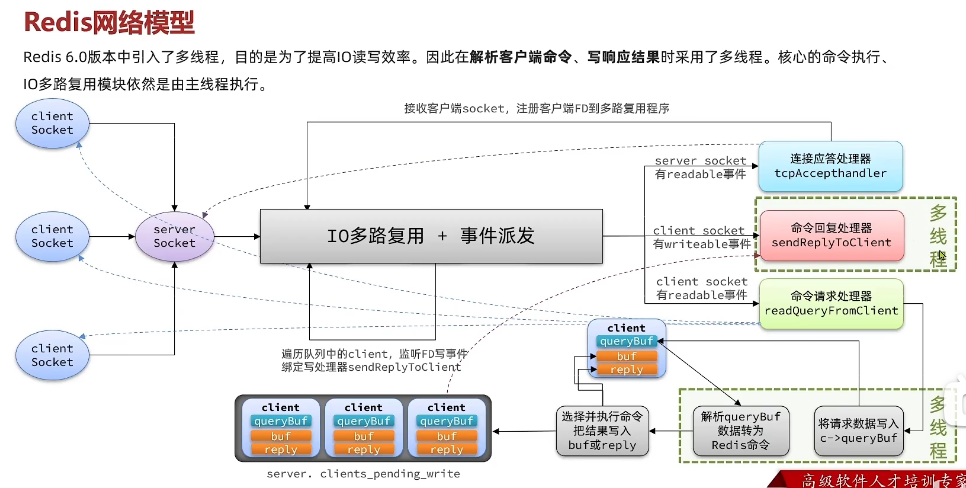 Redis网络模型
Redis 6.0版本中引入了多线程，目的是为了提高IO读写效率。因此在解析客户端命令、写响应结果时采用了多线程。核心的命令执行、
IO多路复用模块依然是由主线程执行。
接收客户端socket，注册客户端FD到多路复用程序
client
Socket
client
Socket
client
Socket
server
Socket
IO多路复用 + 事件派发
server socket
有readable事件
连接应答处理器
tcpAccepthandler
client socket
有writeable事件
命令回复处理器
sendReplyToClient
多
线
程
client socket
有readable事件
命令请求处理器
readQueryFromClient
遍历队列中的client，监听FD写事件
绑定写处理器sendReplyToClient
client
queryBuf
buf
reply
client
queryBuf
buf
reply
client
queryBuf
buf
reply
client
queryBuf
buf
reply
server. clients_pending_write
选择并执行命令
把结果写入
buf或reply
解析queryBuf
数据转为
Redis命令
将请求数据写入
c->queryBuf
多
线
程
高级软件人才培训专家